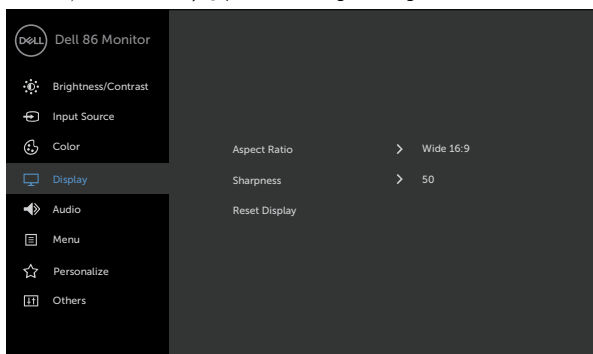 DELL Dell 86 Monitor
Brightness/Contrast
Input Source
Color
Aspect Ratio Wide 16:9
Display
Sharpness 50
Audio
Reset Display
Menu
Personalize
Others